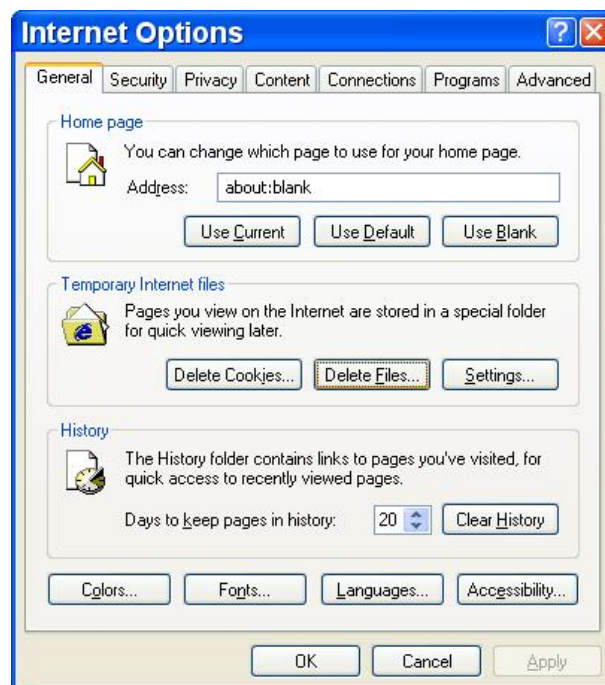 Internet Options
General Security Privacy Content Connections Programs Advanced
Home page
You can change which page to use for your home page.
Address: about:blank
Use Current Use Default Use Blank
Temporary Internet files
Pages you view on the Internet are stored in a special folder
for quick viewing later.
Delete Cookies... Delete Files... Settings...
History
The History folder contains links to pages you've visited, for
quick access to recently viewed pages.
Days to keep pages in history: 20 Clear History
Colors... Fonts... Languages... Accessibility...
OK Cancel Apply